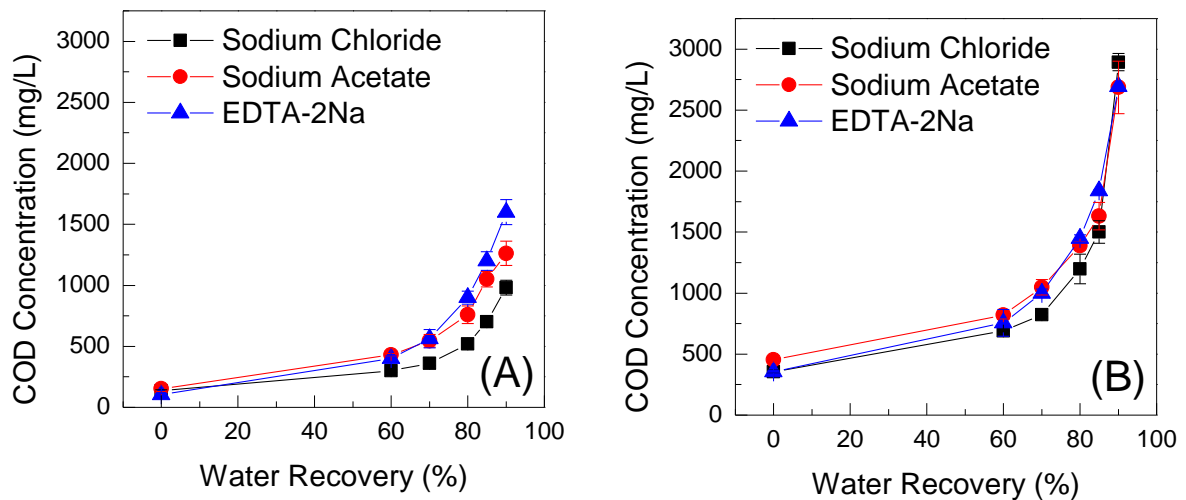 3000
2500
2000
1500
1000
500
0
COD Concentration (mg/L)
Sodium Chloride
Sodium Acetate
EDTA-2Na
(A)
0 20 40 60 80 100
Water Recovery (%)
3000
2500
2000
1500
1000
500
0
COD Concentration (mg/L)
Sodium Chloride
Sodium Acetate
EDTA-2Na
(B)
0 20 40 60 80 100
Water Recovery (%)